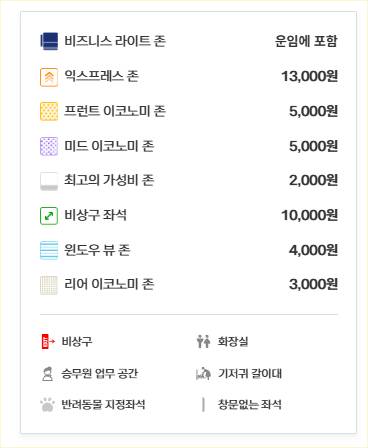 비즈니스 라이트 존 운임에 포함
익스프레스 존 13,000원
프런트 이코노미 존 5,000원
미드 이코노미 존 5,000원
최고의 가성비 존 2,000원
비상구 좌석 10,000원
윈도우 뷰 존 4,000원
리어 이코노미 존 3,000원
비상구 화장실
승무원 업무 공간 기저귀 갈이대
반려동물 지정좌석 창문없는 좌석